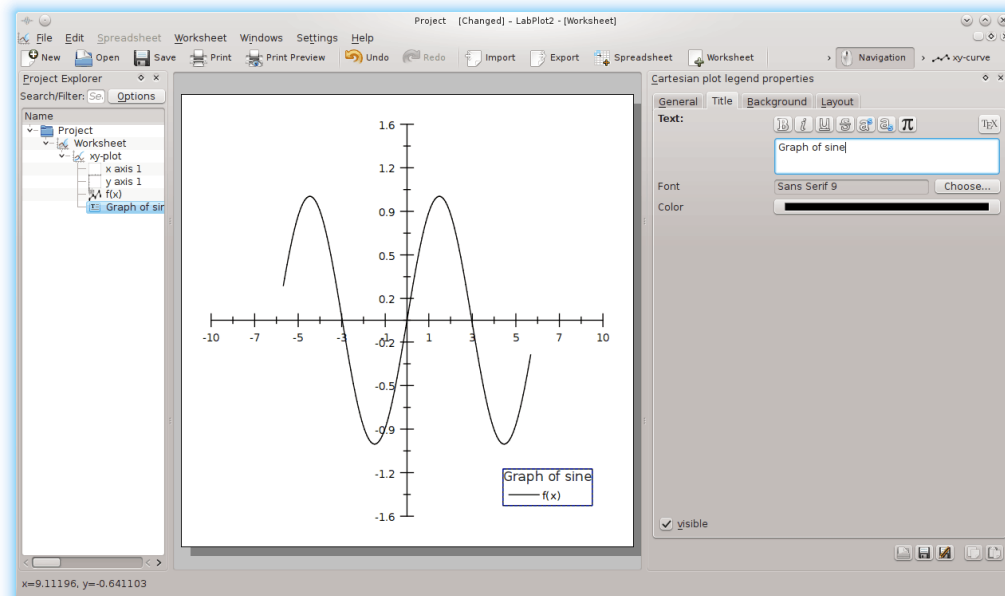 Project [Changed] – LabPlot2 - [Worksheet]
File Edit Spreadsheet Worksheet Windows Settings Help
New Open Save Print Print Preview Undo Redo Import Export Spreadsheet Worksheet Navigation xy-curve
Project Explorer
Search/Filter: Se Options
Name
Project
Worksheet
xy-plot
x axis 1
y axis 1
f(x)
Graph of sin
1.6
1.2
0.9
0.5
0.2
-10 -7 -5 -3 -1 1 3 5 7 10
-0.2
-0.5
-0.9
-1.2
-1.6
Graph of sine
f(x)
Cartesian plot legend properties
General Title Background Layout
Text: B i U S a a π TEX
Graph of sine
Font Sans Serif 9 Choose...
Color
visible
x=9.11196, y=-0.641103